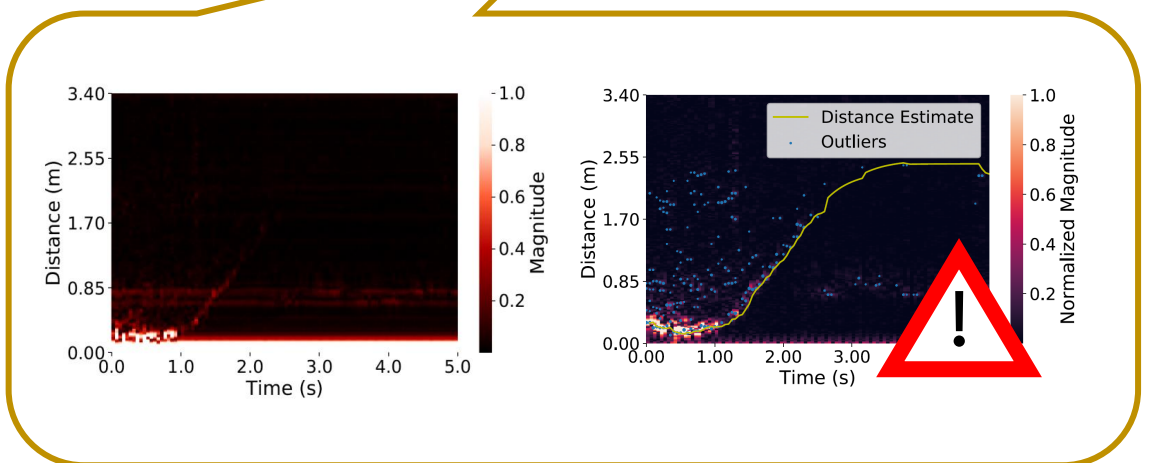 3.40
2.55
1.70
0.85
0.00
Distance (m)
0.0 1.0 2.0 3.0 4.0 5.0
Time (s)
1.0
0.8
0.6
0.4
0.2
Magnitude
3.40
2.55
1.70
0.85
0.00
Distance (m)
Distance Estimate
Outliers
0.00 1.00 2.00 3.00
Time (s)
1.0
0.8
0.6
0.4
0.2
Normalized Magnitude
!